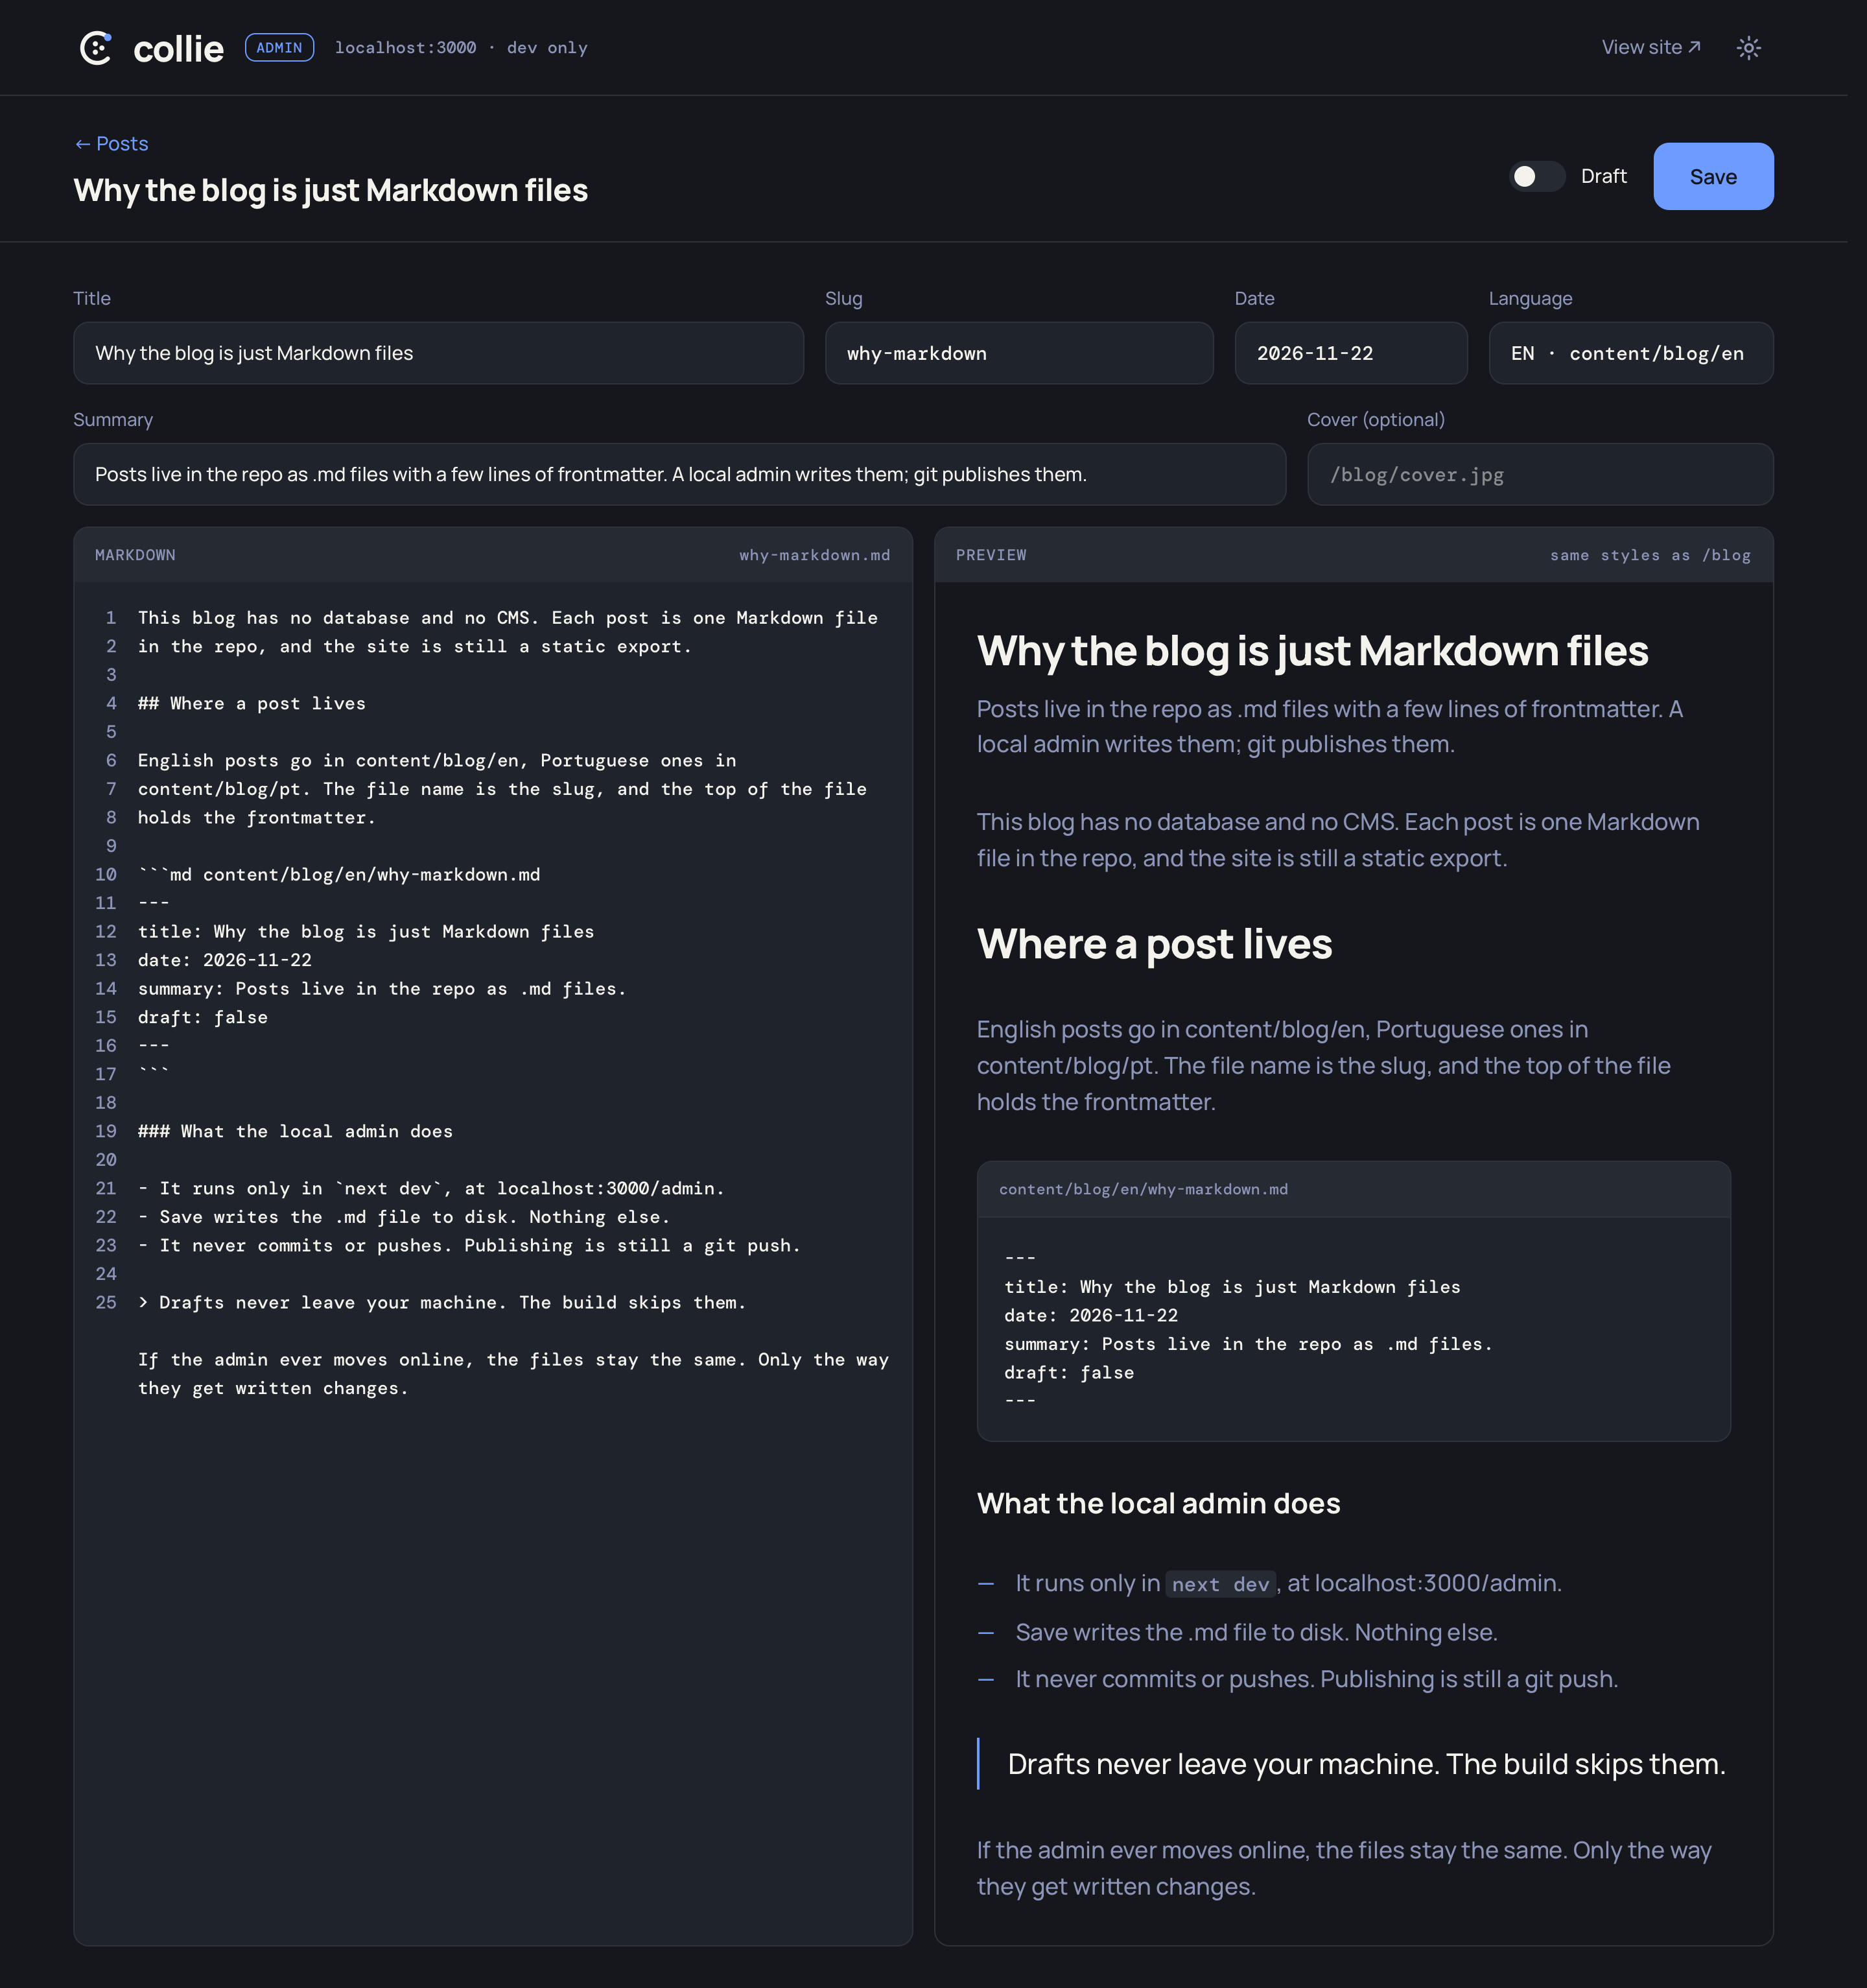 collie ADMIN localhost:3000 · dev only View site ↗
← Posts
Why the blog is just Markdown files
Draft Save
Title Slug Date Language
Why the blog is just Markdown files why-markdown 2026-11-22 EN · content/blog/en
Summary Cover (optional)
Posts live in the repo as .md files with a few lines of frontmatter. A local admin writes them; git publishes them. /blog/cover.jpg
MARKDOWN why-markdown.md
1 This blog has no database and no CMS. Each post is one Markdown file
2 in the repo, and the site is still a static export.
3
4 ## Where a post lives
5
6 English posts go in content/blog/en, Portuguese ones in
7 content/blog/pt. The file name is the slug, and the top of the file
8 holds the frontmatter.
9
10 ```md content/blog/en/why-markdown.md
11 ---
12 title: Why the blog is just Markdown files
13 date: 2026-11-22
14 summary: Posts live in the repo as .md files.
15 draft: false
16 ---
17 ```
18
19 ### What the local admin does
20
21 - It runs only in `next dev`, at localhost:3000/admin.
22 - Save writes the .md file to disk. Nothing else.
23 - It never commits or pushes. Publishing is still a git push.
24
25 > Drafts never leave your machine. The build skips them.

If the admin ever moves online, the files stay the same. Only the way
they get written changes.
PREVIEW same styles as /blog
Why the blog is just Markdown files
Posts live in the repo as .md files with a few lines of frontmatter. A
local admin writes them; git publishes them.
This blog has no database and no CMS. Each post is one Markdown
file in the repo, and the site is still a static export.
Where a post lives
English posts go in content/blog/en, Portuguese ones in
content/blog/pt. The file name is the slug, and the top of the file
holds the frontmatter.
content/blog/en/why-markdown.md
---
title: Why the blog is just Markdown files
date: 2026-11-22
summary: Posts live in the repo as .md files.
draft: false
---
What the local admin does
— It runs only in next dev, at localhost:3000/admin.
— Save writes the .md file to disk. Nothing else.
— It never commits or pushes. Publishing is still a git push.
Drafts never leave your machine. The build skips them.
If the admin ever moves online, the files stay the same. Only the way
they get written changes.